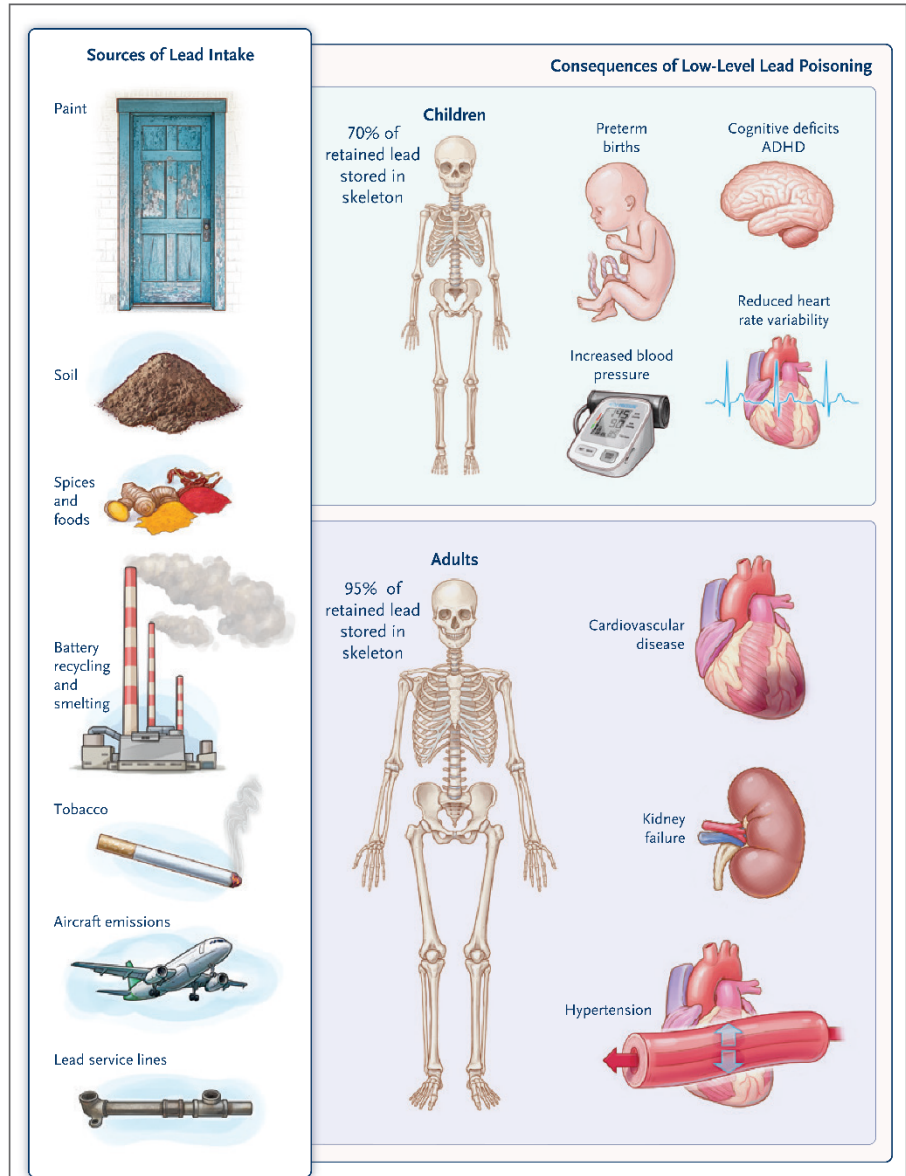 Sources of Lead Intake
Paint
Soil
Spices
and
foods
Battery
recycling
and
smelting
Tobacco
Aircraft emissions
Lead service lines
Consequences of Low-Level Lead Poisoning
Children
70% of
retained lead
stored in
skeleton
Preterm
births
Cognitive deficits
ADHD
Increased blood
pressure
145
90
Reduced heart
rate variability
Adults
95% of
retained lead
stored in
skeleton
Cardiovascular
disease
Kidney
failure
Hypertension